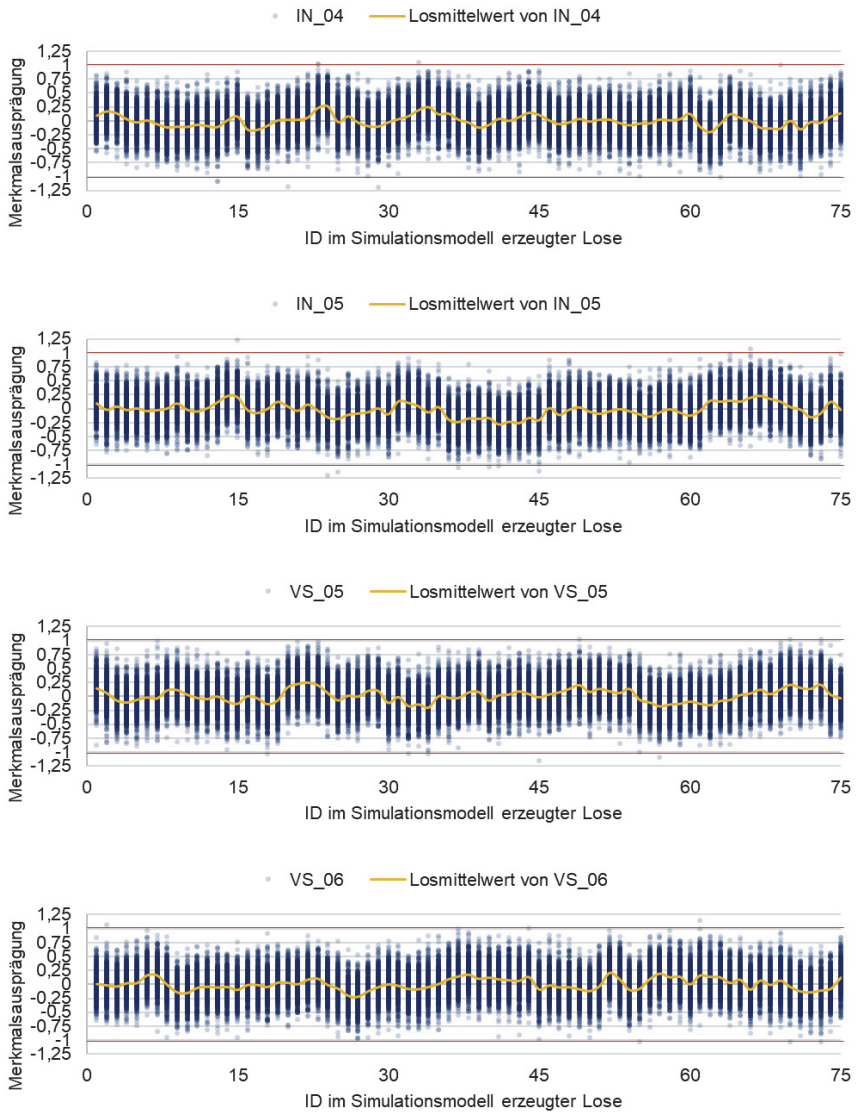 IN_04 Losmittelwert von IN_04
Merkmalsausprägung
1,25
1
0,75
0,5
0,25
0
-0,25
-0,5
-0,75
-1
-1,25
0 15 30 45 60 75
ID im Simulationsmodell erzeugter Lose
IN_05 Losmittelwert von IN_05
Merkmalsausprägung
1,25
1
0,75
0,5
0,25
0
-0,25
-0,5
-0,75
-1
-1,25
0 15 30 45 60 75
ID im Simulationsmodell erzeugter Lose
VS_05 Losmittelwert von VS_05
Merkmalsausprägung
1,25
1
0,75
0,5
0,25
0
-0,25
-0,5
-0,75
-1
-1,25
0 15 30 45 60 75
ID im Simulationsmodell erzeugter Lose
VS_06 Losmittelwert von VS_06
Merkmalsausprägung
1,25
1
0,75
0,5
0,25
0
-0,25
-0,5
-0,75
-1
-1,25
0 15 30 45 60 75
ID im Simulationsmodell erzeugter Lose